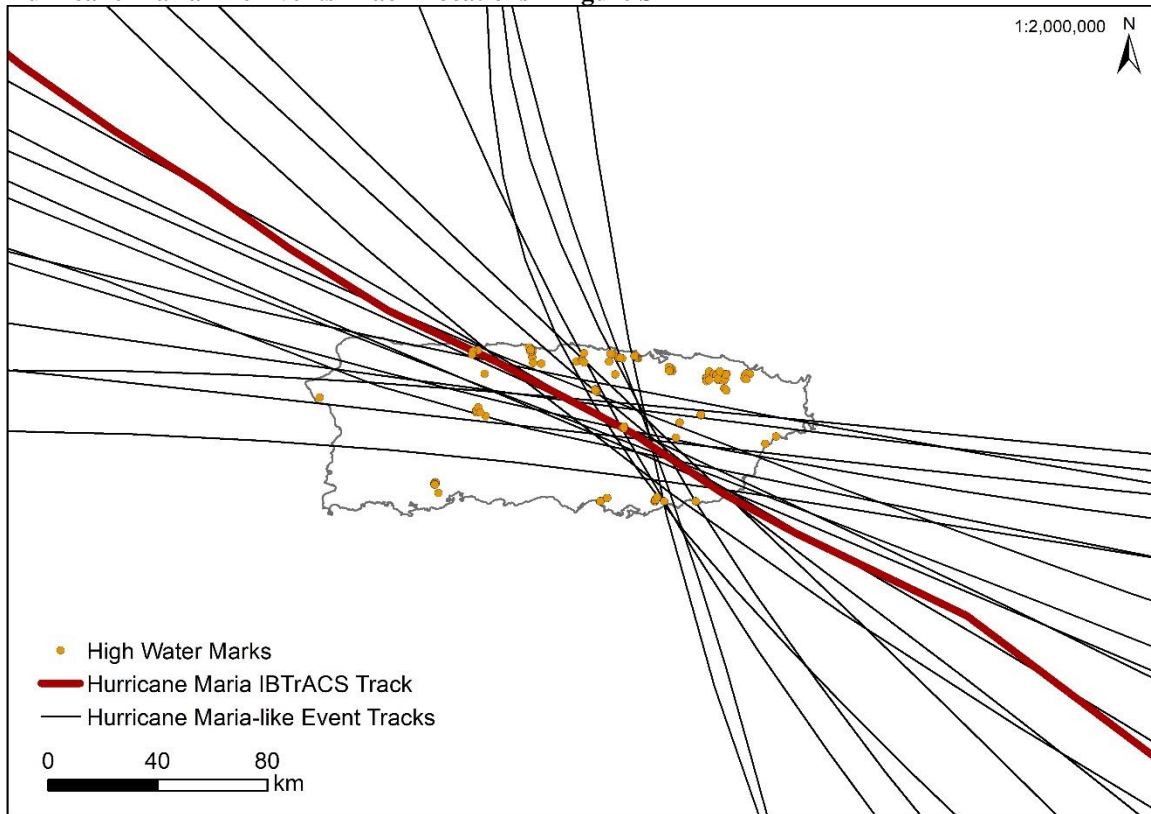 1:2,000,000
N
High Water Marks
Hurricane Maria IBTrACS Track
Hurricane Maria-like Event Tracks
0 40 80
km